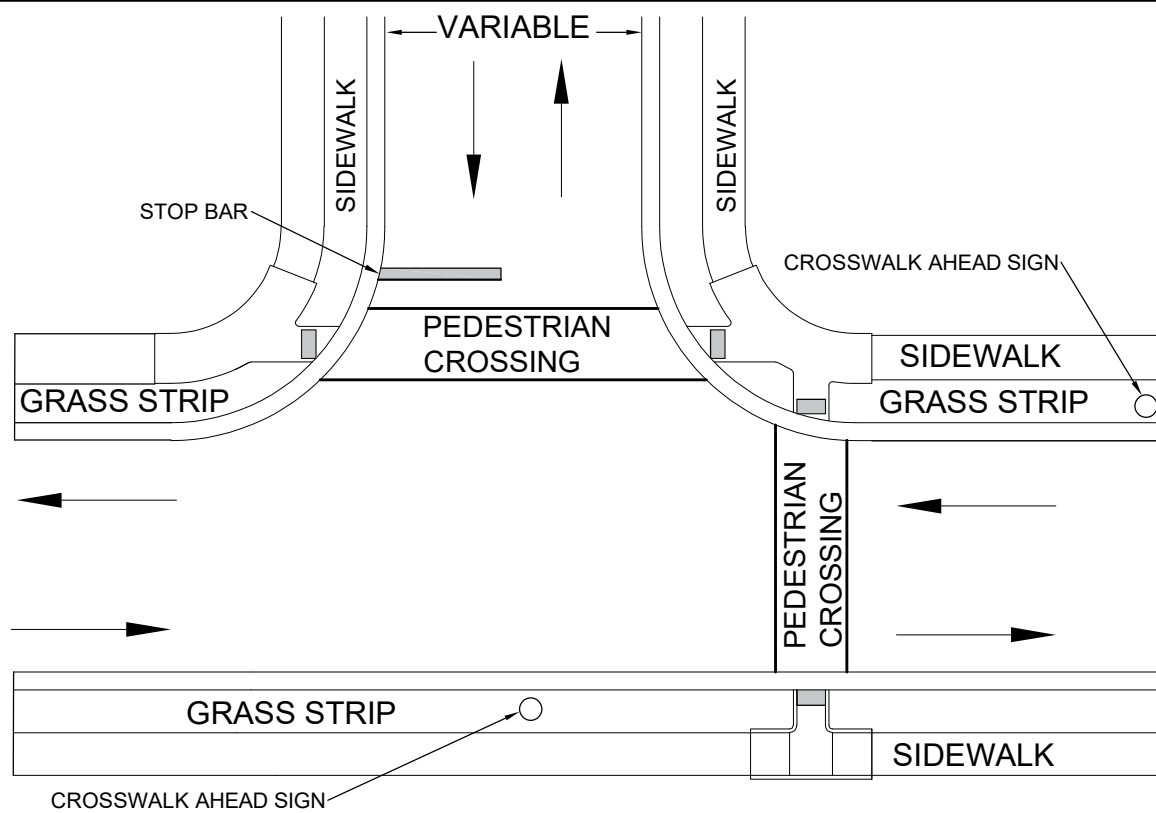 VARIABLE
SIDEWALK
SIDEWALK
STOP BAR
CROSSWALK AHEAD SIGN
PEDESTRIAN
CROSSING
SIDEWALK
GRASS STRIP
GRASS STRIP
PEDESTRIAN
CROSSING
GRASS STRIP
SIDEWALK
CROSSWALK AHEAD SIGN